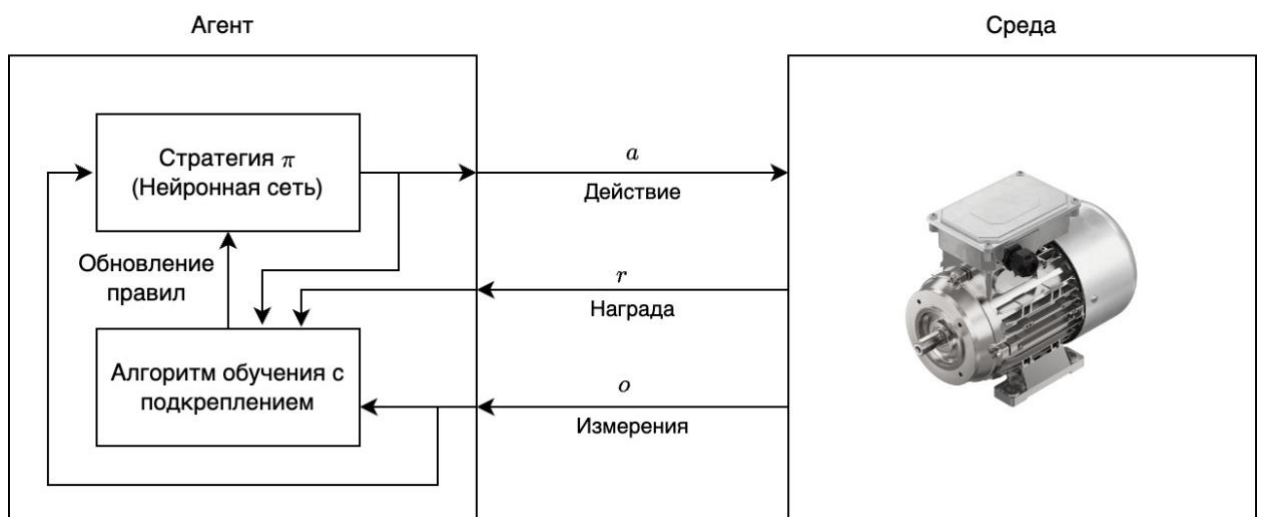 Агент
Среда
Стратегия π
(Нейронная сеть)
a
Действие
Обновление
правил
r
Награда
Алгоритм обучения с
подкреплением
o
Измерения